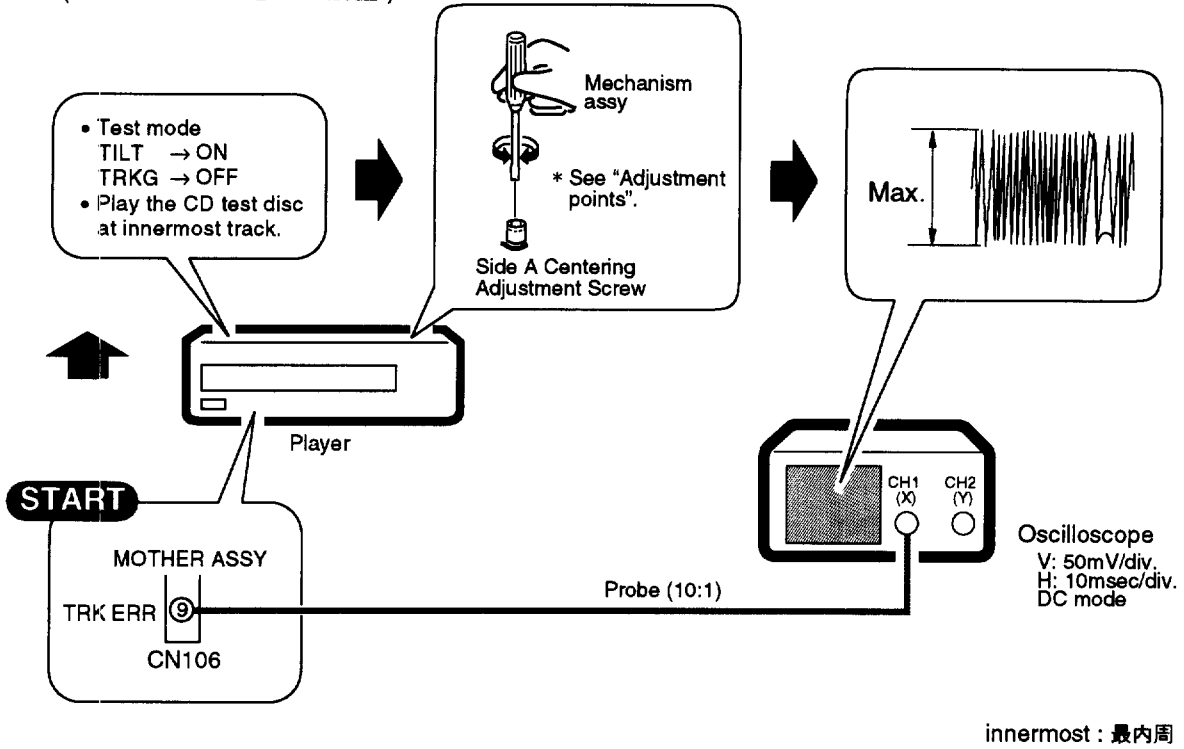 • Test mode
TILT → ON
TRKG → OFF
• Play the CD test disc
at innermost track.
Mechanism
assy
* See “Adjustment
points”.
Side A Centering
Adjustment Screw
Max.
Player
START
MOTHER ASSY
TRK ERR ⑨
CN106
Probe (10:1)
CH1
(X)
CH2
(Y)
Oscilloscope
V: 50mV/div.
H: 10msec/div.
DC mode
innermost : 最内周